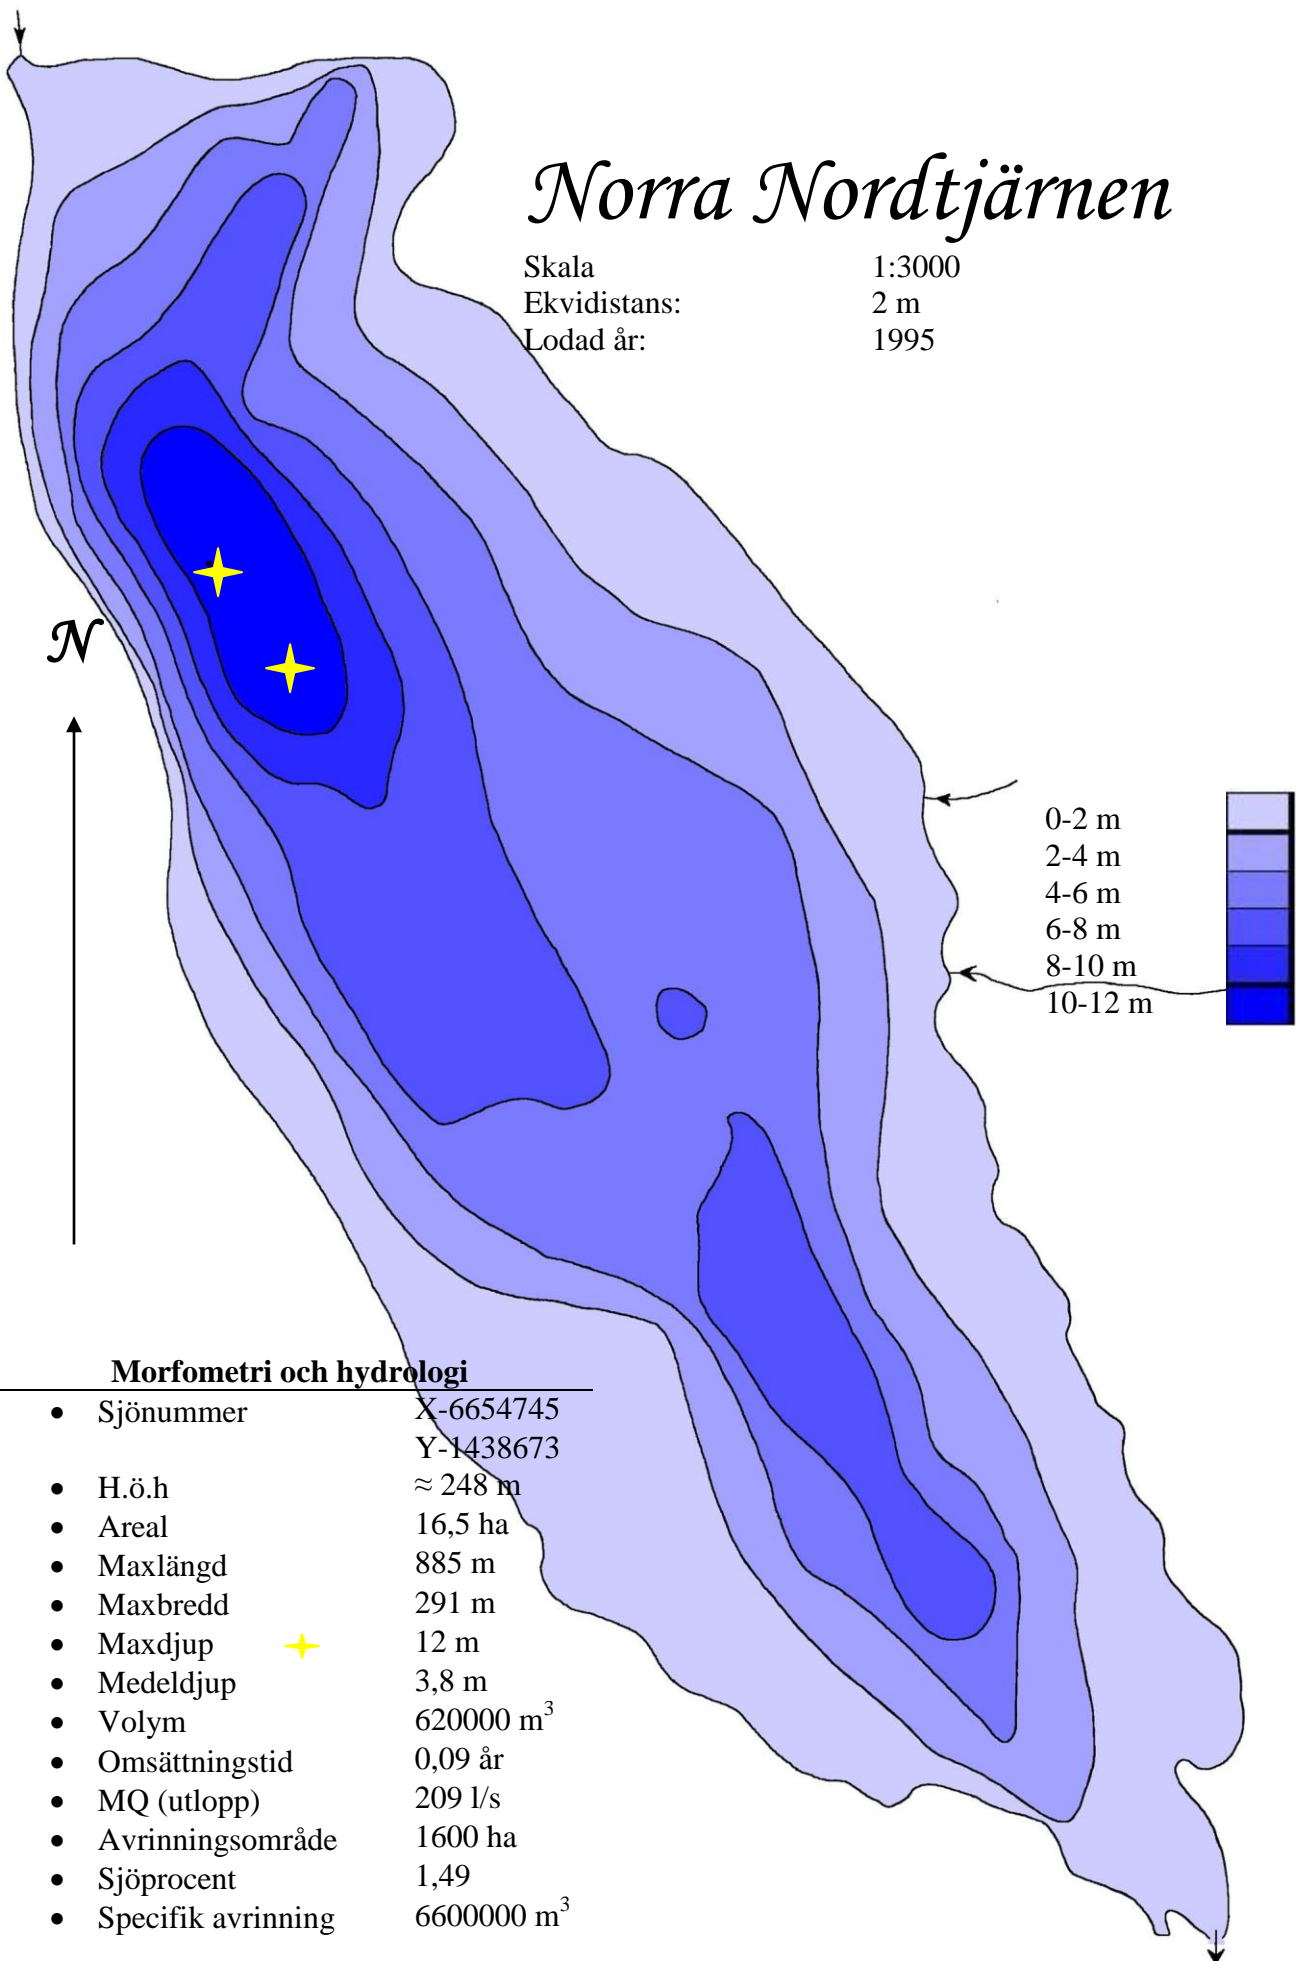 Norra Nordtjärnen
Skala 1:3000
Ekvidistans: 2 m
Lodad år: 1995
N
0-2 m
2-4 m
4-6 m
6-8 m
8-10 m
10-12 m
Morfometri och hydrologi
• Sjönummer X-6654745
Y-1438673
• H.ö.h ≈ 248 m
• Areal 16,5 ha
• Maxlängd 885 m
• Maxbredd 291 m
• Maxdjup 12 m
• Medeldjup 3,8 m
• Volym 620000 m³
• Omsättningstid 0,09 år
• MQ (utlopp) 209 l/s
• Avrinningsområde 1600 ha
• Sjöprocent 1,49
• Specifik avrinning 6600000 m³